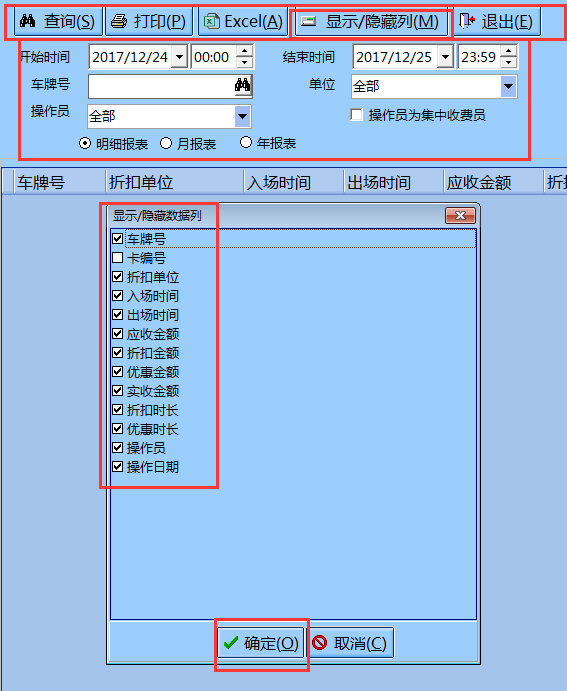 查询(S) 打印(P) Excel(A) 显示/隐藏列(M) 退出(E)
开始时间 2017/12/24 00:00 结束时间 2017/12/25 23:59
车牌号 单位 全部
操作员 全部 操作员为集中收费员
明细报表 月报表 年报表
车牌号 折扣单位 入场时间 出场时间 应收金额 折
显示/隐藏数据列
车牌号
卡编号
折扣单位
入场时间
出场时间
应收金额
折扣金额
优惠金额
实收金额
折扣时长
优惠时长
操作员
操作日期
确定(O) 取消(C)